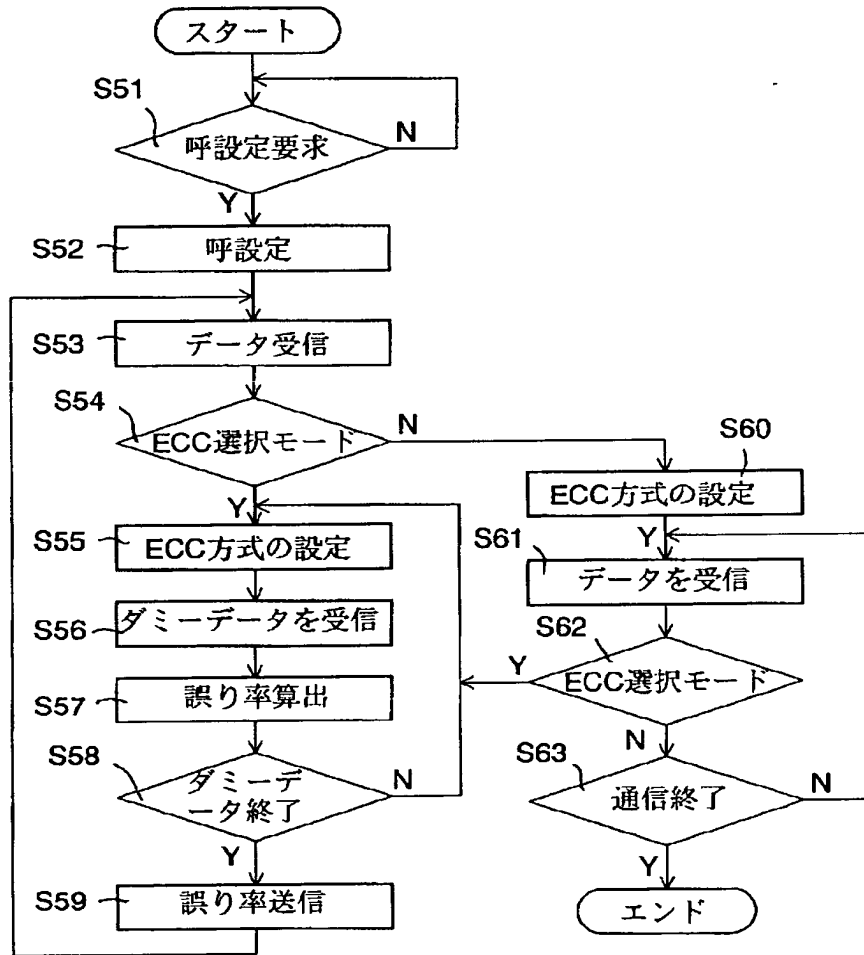 スタート
S51
呼設定要求
N
Y
S52
呼設定
S53
データ受信
S54
ECC選択モード
N
Y
S55
ECC方式の設定
S56
ダミーデータを受信
S57
誤り率算出
S58
ダミーデ
ータ終了
N
Y
S59
誤り率送信
S60
ECC方式の設定
Y
S61
データを受信
S62
ECC選択モード
Y
N
S63
通信終了
N
Y
エンド